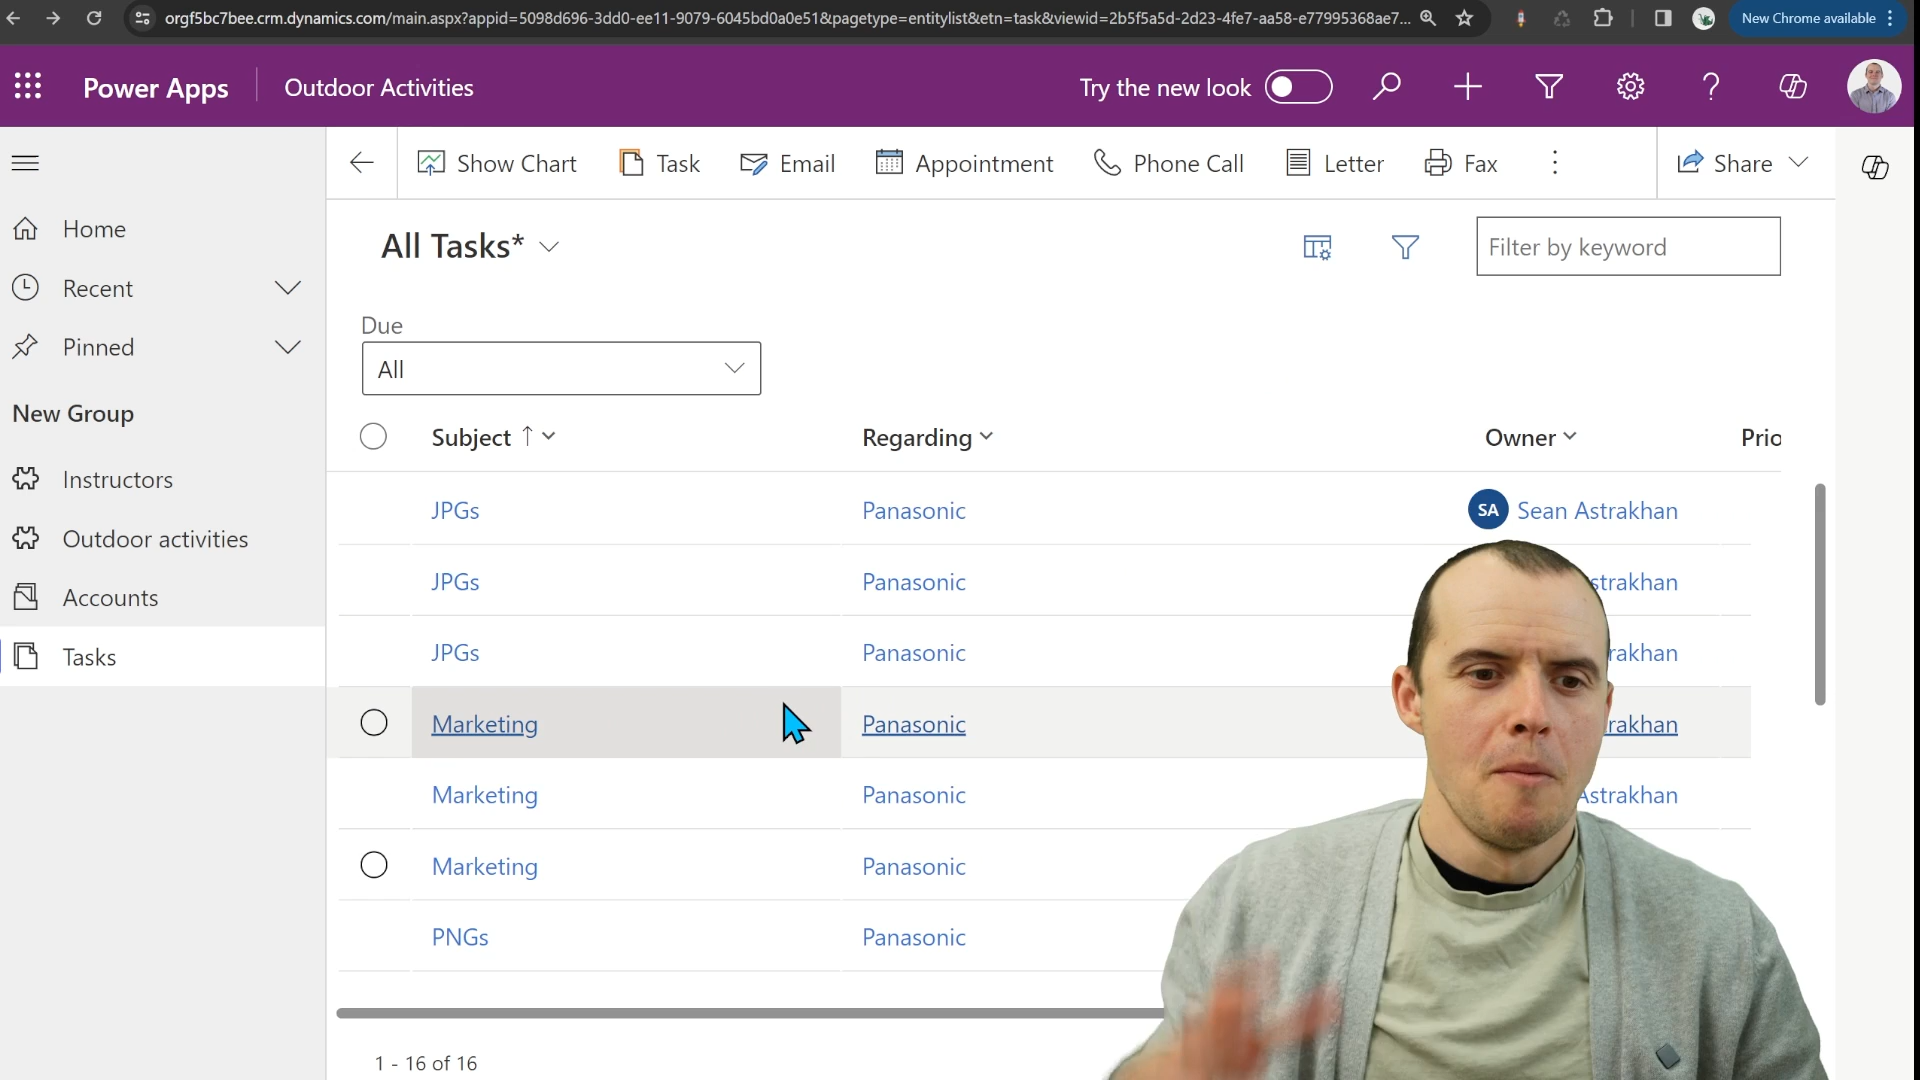 orgf5bc7bee.crm.dynamics.com/main.aspx?appid=5098d696-3dd0-ee11-9079-6045bd0a0e51&pagetype=entitylist&etn=task&viewid=2b5f5a5d-2d23-4fe7-aa58-e77995368ae7...
New Chrome available
Power Apps
Outdoor Activities
Try the new look
Show Chart
Task
Email
Appointment
Phone Call
Letter
Fax
Share
Home
Recent
Pinned
New Group
Instructors
Outdoor activities
Accounts
Tasks
All Tasks*
Filter by keyword
Due
All
Subject Regarding Owner Prio
JPGs Panasonic SA Sean Astrakhan
JPGs Panasonic strakhan
JPGs Panasonic rakhan
Marketing Panasonic rakhan
Marketing Panasonic Astrakhan
Marketing Panasonic
PNGs Panasonic
1 - 16 of 16